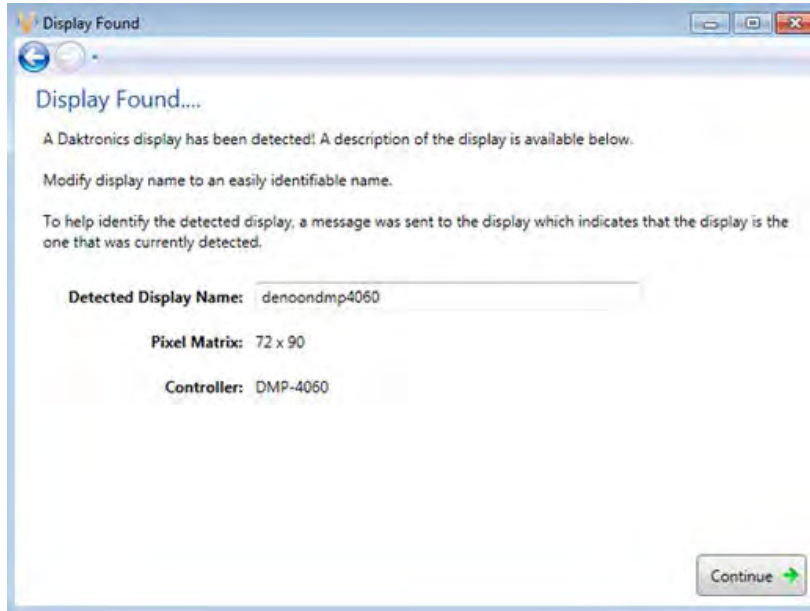 Display Found
Display Found....
A Daktronics display has been detected! A description of the display is available below.
Modify display name to an easily identifiable name.
To help identify the detected display, a message was sent to the display which indicates that the display is the
one that was currently detected.
Detected Display Name: denoondmp4060
Pixel Matrix: 72 x 90
Controller: DMP-4060
Continue